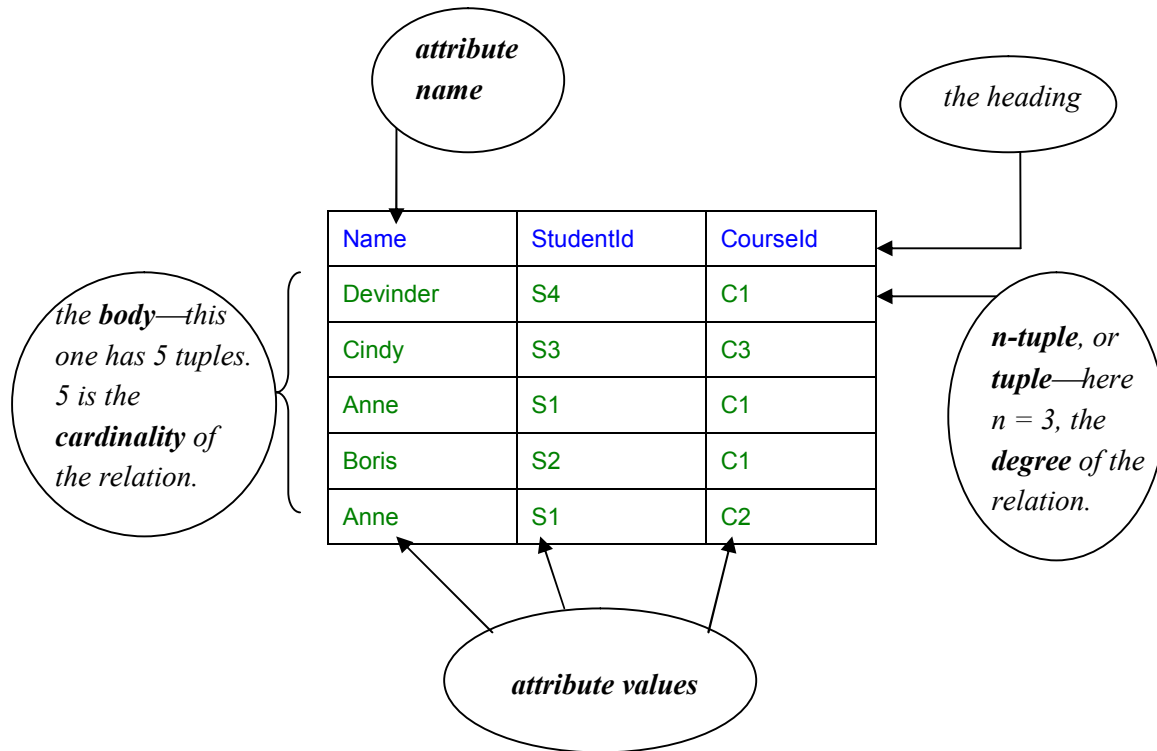 attribute
name
the heading
Name StudentId CourseId
Devinder S4 C1
Cindy S3 C3
Anne S1 C1
Boris S2 C1
Anne S1 C2
the body—this
one has 5 tuples.
5 is the
cardinality of
the relation.
n-tuple, or
tuple—here
n = 3, the
degree of the
relation.
attribute values